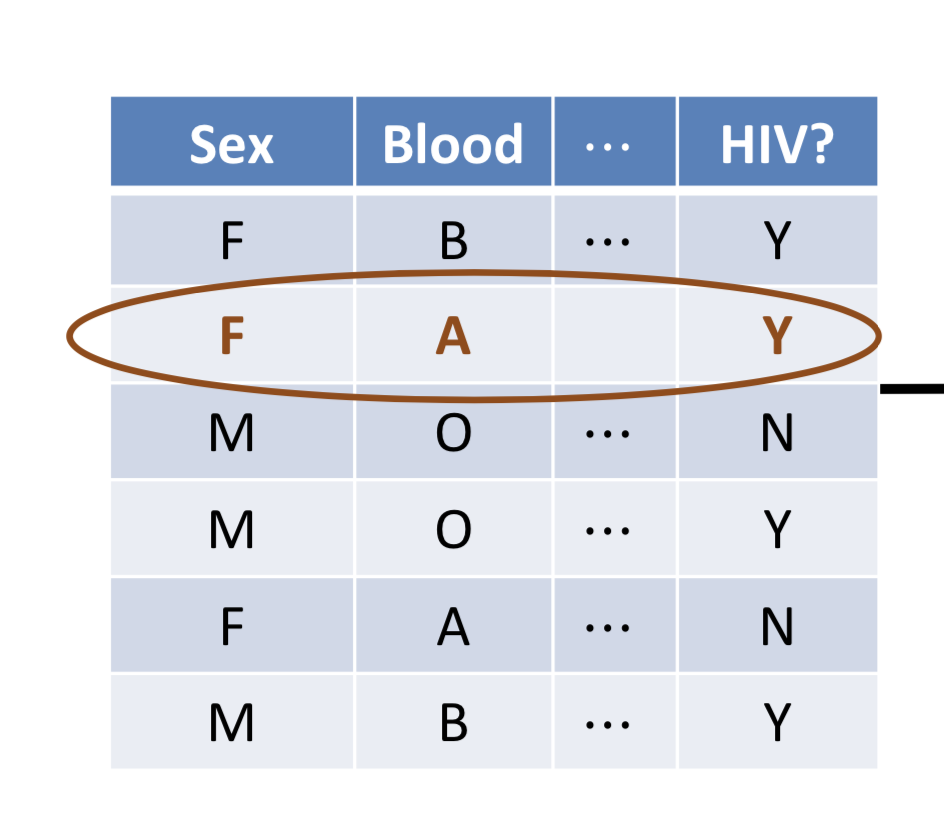 Sex Blood ... HIV?
F B ... Y
F A Y
M O ... N
M O ... Y
F A ... N
M B ... Y